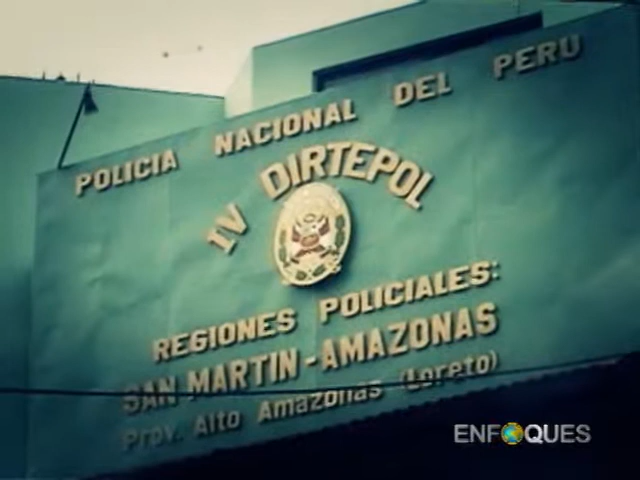 POLICIA NACIONAL DEL PERU
IV DIRTEPOL
REGIONES POLICIALES:
SAN MARTIN - AMAZONAS
Prov. Alto Amazonas (Loreto)
ENFOQUES